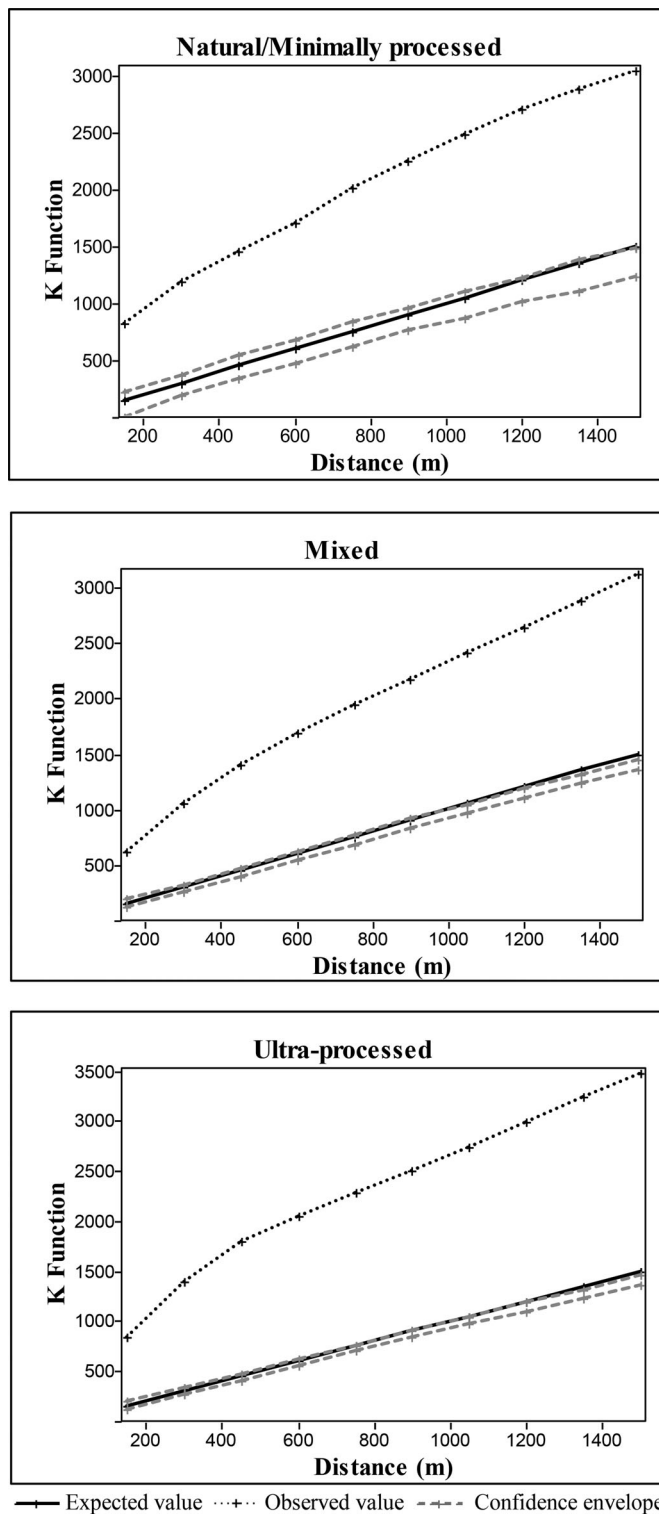 Natural/Minimally processed
3000
2500
2000
1500
1000
500
K Function
200 400 600 800 1000 1200 1400
Distance (m)
Mixed
3000
2500
2000
1500
1000
500
K Function
200 400 600 800 1000 1200 1400
Distance (m)
Ultra-processed
3500
3000
2500
2000
1500
1000
500
K Function
200 400 600 800 1000 1200 1400
Distance (m)
Expected value Observed value Confidence envelope